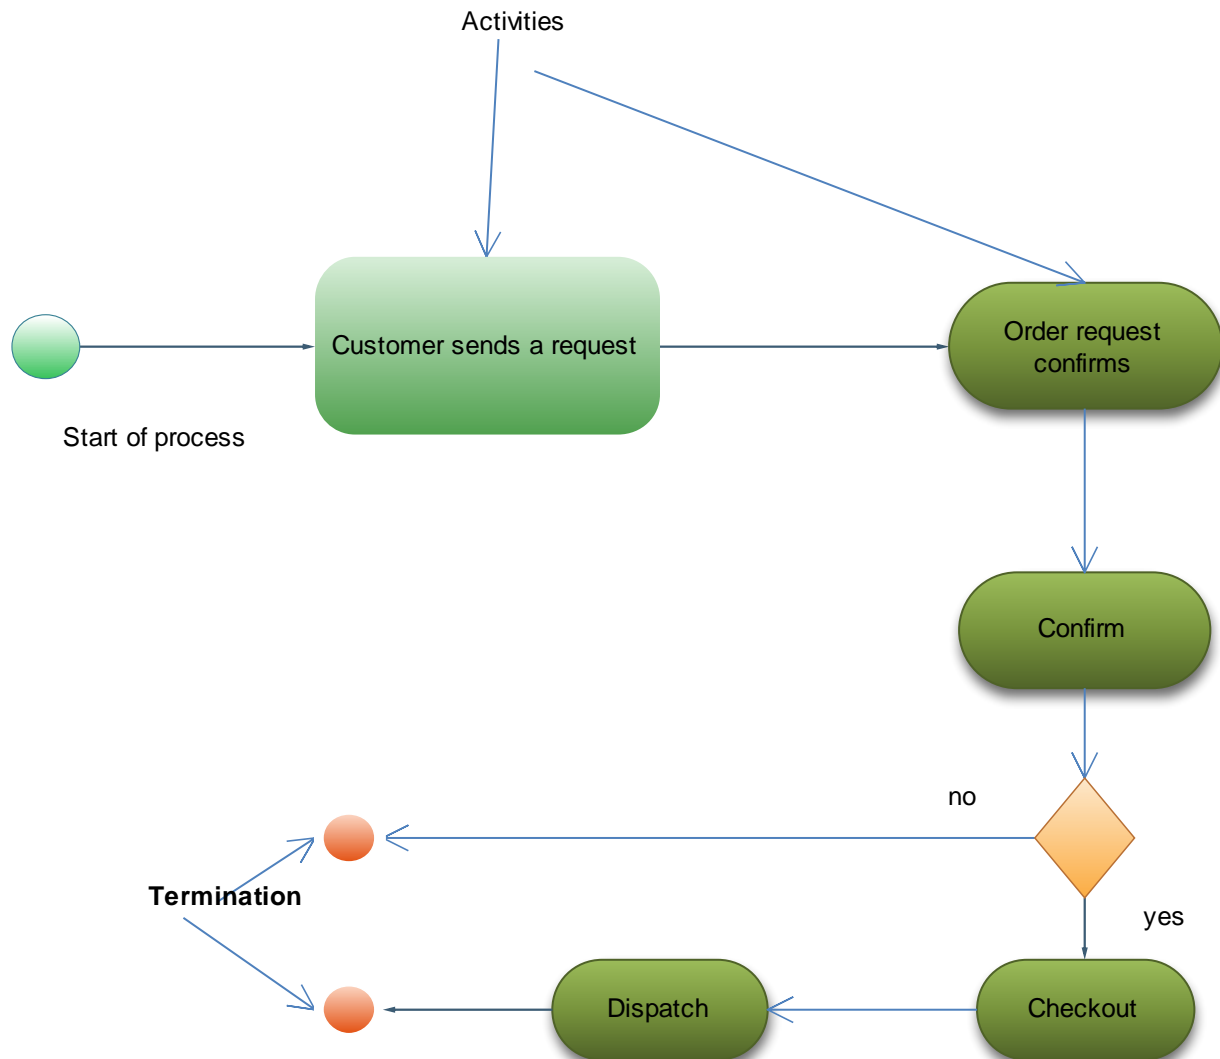 Activities
Customer sends a request
Order request
confirms
Start of process
Confirm
no
Termination
yes
Dispatch
Checkout